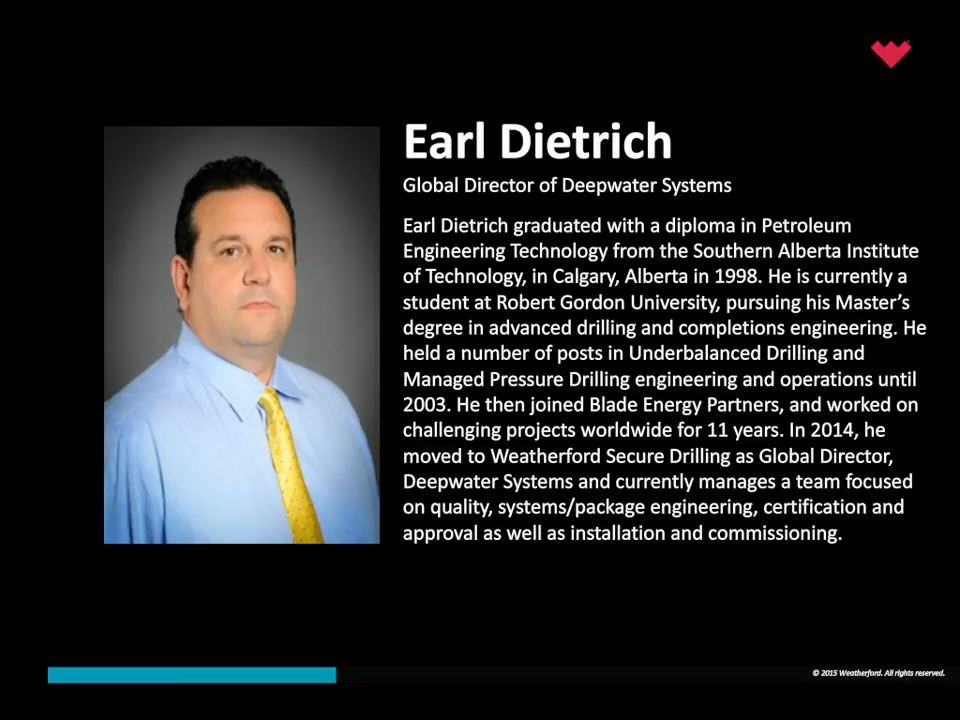 Earl Dietrich
Global Director of Deepwater Systems
Earl Dietrich graduated with a diploma in Petroleum
Engineering Technology from the Southern Alberta Institute
of Technology, in Calgary, Alberta in 1998. He is currently a
student at Robert Gordon University, pursuing his Master’s
degree in advanced drilling and completions engineering. He
held a number of posts in Underbalanced Drilling and
Managed Pressure Drilling engineering and operations until
2003. He then joined Blade Energy Partners, and worked on
challenging projects worldwide for 11 years. In 2014, he
moved to Weatherford Secure Drilling as Global Director,
Deepwater Systems and currently manages a team focused
on quality, systems/package engineering, certification and
approval as well as installation and commissioning.
© 2015 Weatherford. All rights reserved.